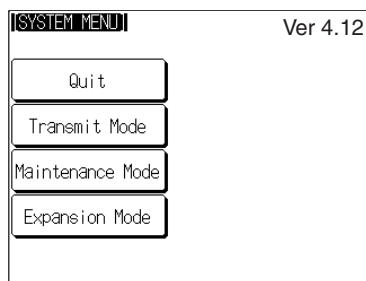 [SYSTEM MENU]
Ver 4.12
Quit
Transmit Mode
Maintenance Mode
Expansion Mode